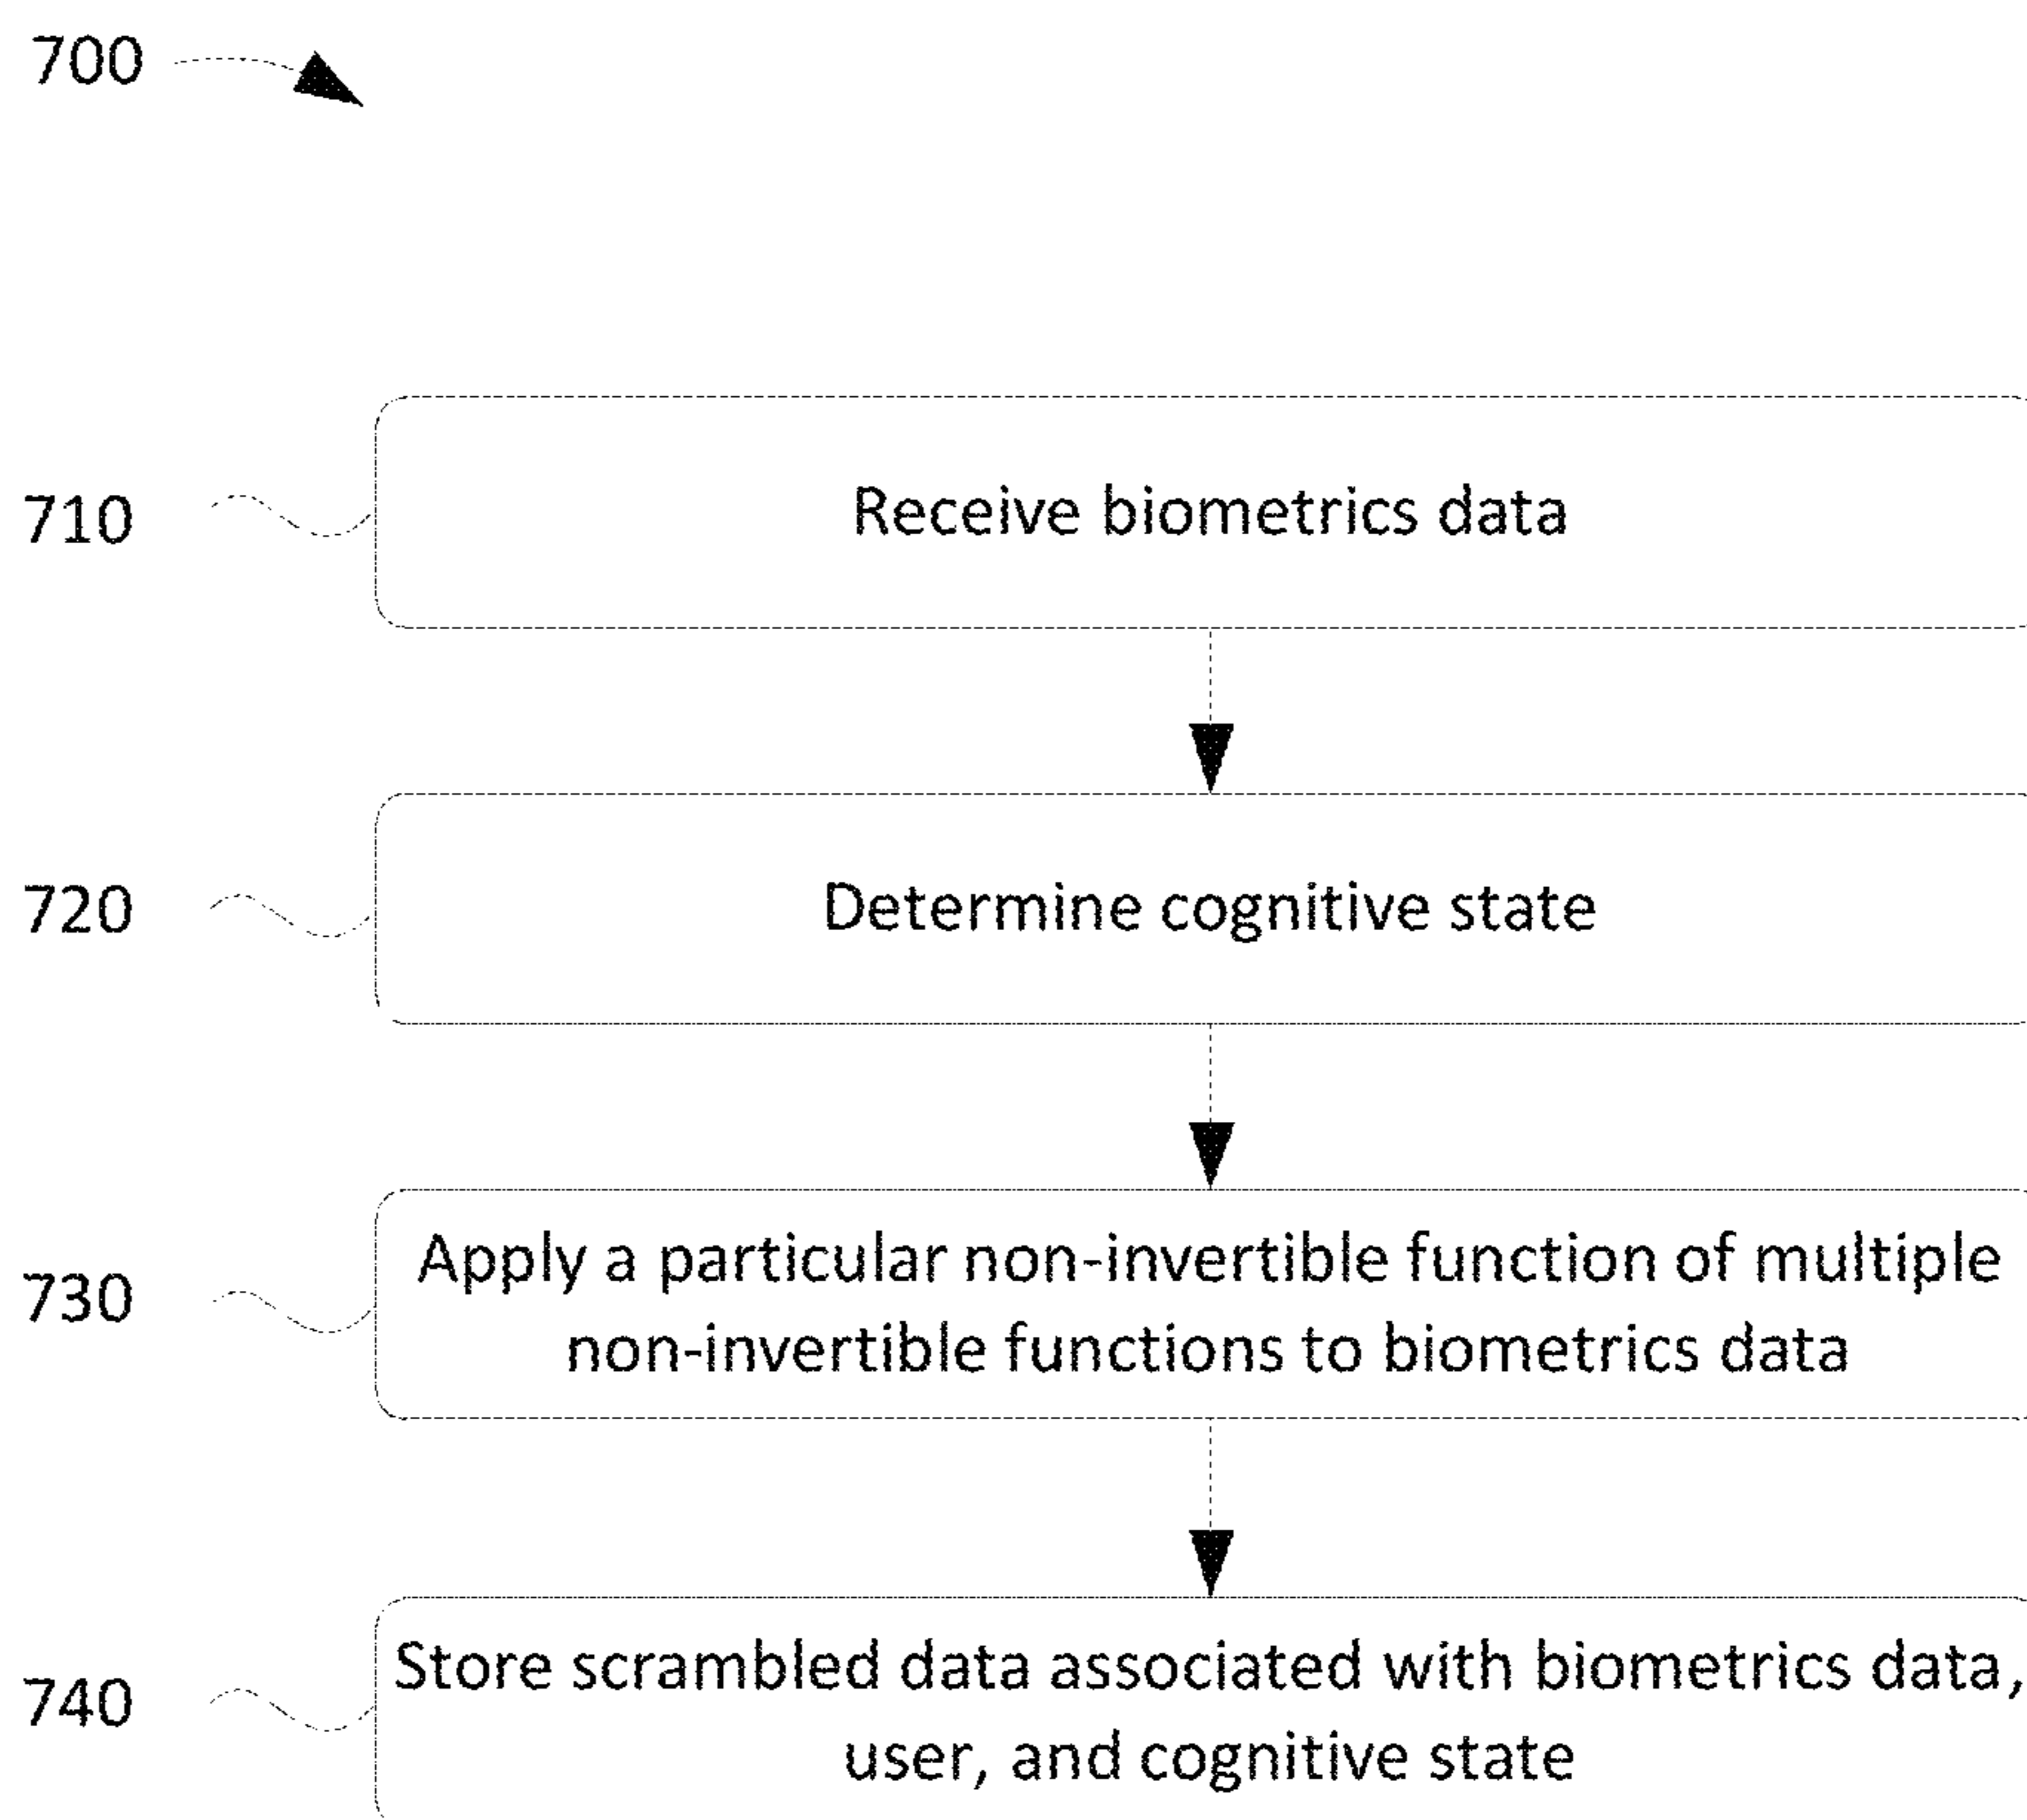 700
710
Receive biometrics data
720
Determine cognitive state
730
Apply a particular non-invertible function of multiple
non-invertible functions to biometrics data
740
Store scrambled data associated with biometrics data,
user, and cognitive state